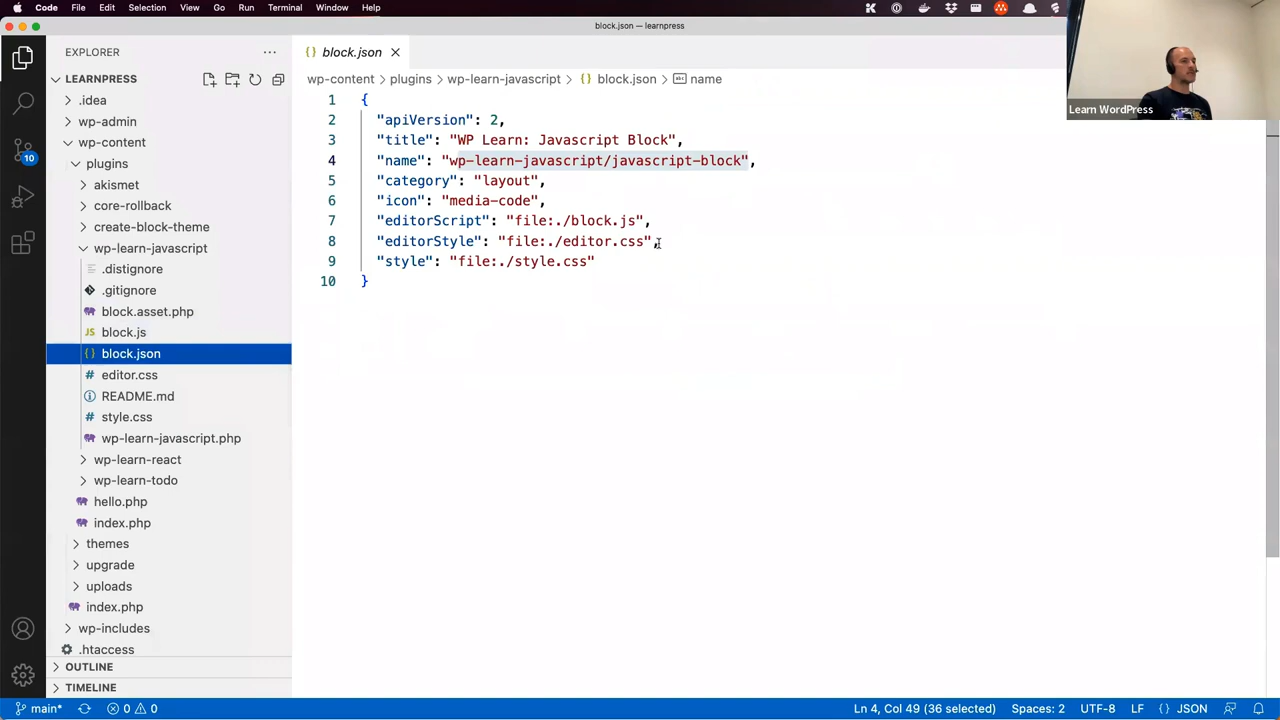 Code File Edit Selection View Go Run Terminal Window Help
block.json — learnpress
Learn WordPress
EXPLORER
block.json
LEARNPRESS
wp-content > plugins > wp-learn-javascript > block.json > name
.idea
wp-admin
wp-content
plugins
akismet
core-rollback
create-block-theme
wp-learn-javascript
.distignore
.gitignore
block.asset.php
JS block.js
block.json
editor.css
README.md
style.css
wp-learn-javascript.php
wp-learn-react
wp-learn-todo
hello.php
index.php
themes
upgrade
uploads
index.php
wp-includes
.htaccess
OUTLINE
TIMELINE
10
1 {
2 "apiVersion": 2,
3 "title": "WP Learn: Javascript Block",
4 "name": "wp-learn-javascript/javascript-block",
5 "category": "layout",
6 "icon": "media-code",
7 "editorScript": "file:./block.js",
8 "editorStyle": "file:./editor.css",
9 "style": "file:./style.css"
10 }
main* 0 0 Ln 4, Col 49 (36 selected) Spaces: 2 UTF-8 LF {} JSON